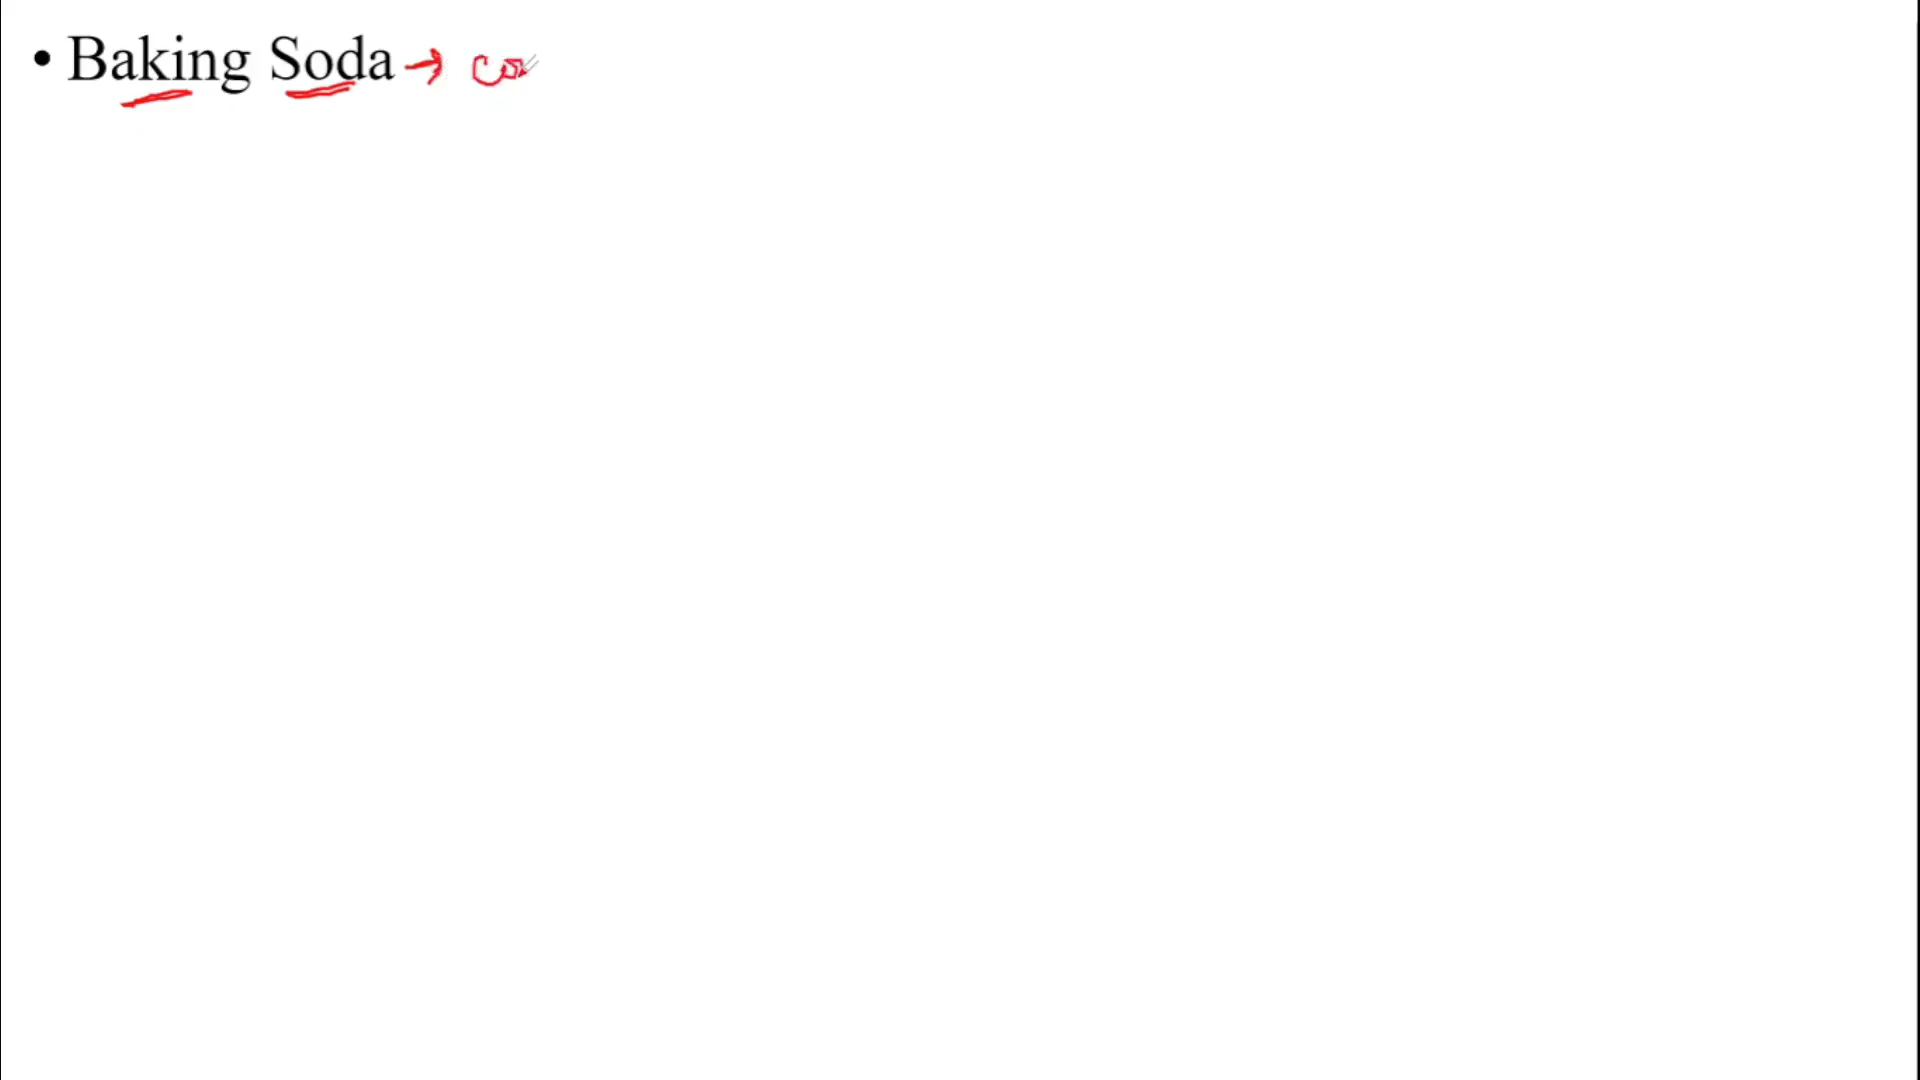 • Baking Soda →